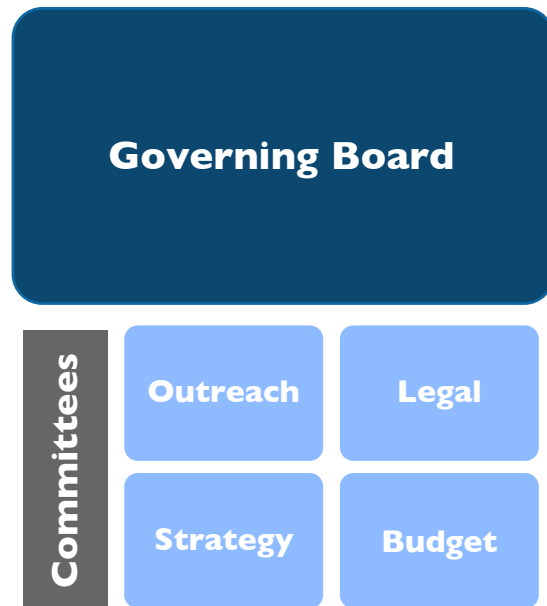 Governing Board
Committees
Outreach
Legal
Strategy
Budget